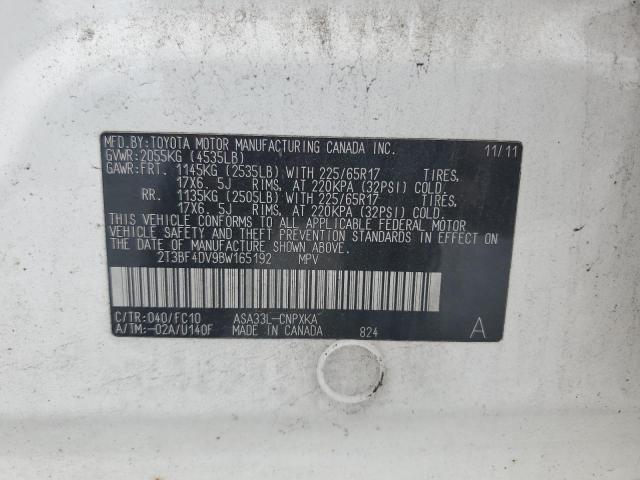 MFD.BY:TOYOTA MOTOR MANUFACTURING CANADA INC. 11/11
GVWR:2055KG (4535LB)
GAWR:FRT. 1145KG (2535LB) WITH 225/65R17 TIRES,
17X6. 5J RIMS, AT 220KPA (32PSI) COLD.
RR. 1135KG (2505LB) WITH 225/65R17 TIRES,
17X6. 5J RIMS, AT 220KPA (32PSI) COLD.
THIS VEHICLE CONFORMS TO ALL APPLICABLE FEDERAL MOTOR
VEHICLE SAFETY AND THEFT PREVENTION STANDARDS IN EFFECT
ON THE DATE OF MANUFACTURE SHOWN ABOVE.
2T3BF4DV9BW165192 MPV
C/TR:040/FC10 ASA33L-CNPXKA
A/TM:-02A/U140F MADE IN CANADA 824 A